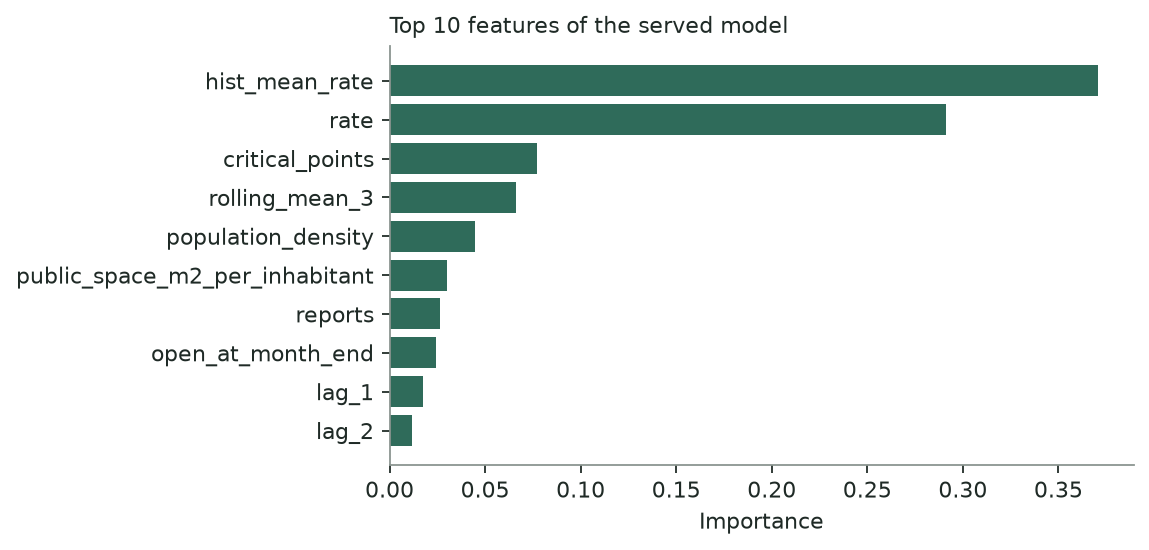 Top 10 features of the served model
hist_mean_rate
rate
critical_points
rolling_mean_3
population_density
public_space_m2_per_inhabitant
reports
open_at_month_end
lag_1
lag_2
0.00 0.05 0.10 0.15 0.20 0.25 0.30 0.35
Importance